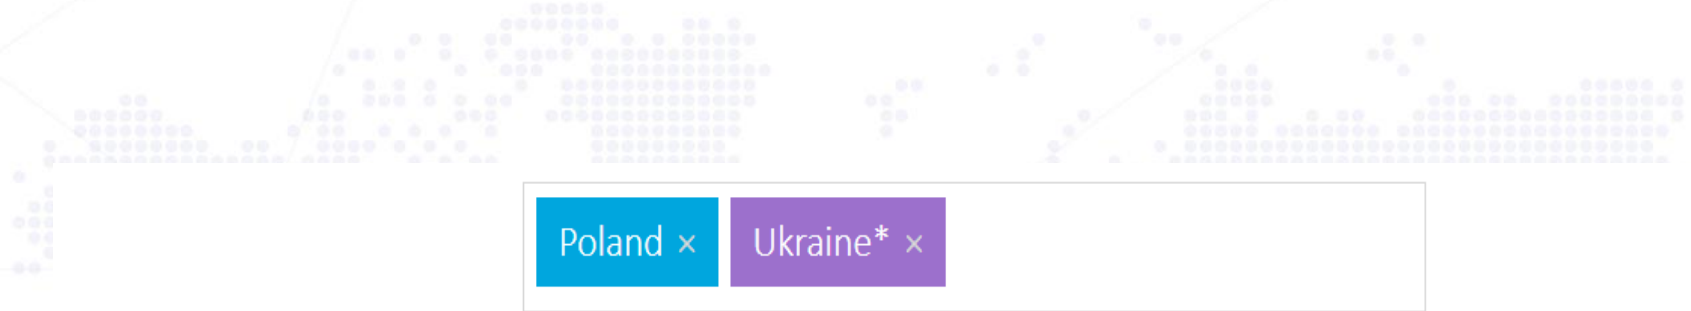 Poland × Ukraine* ×